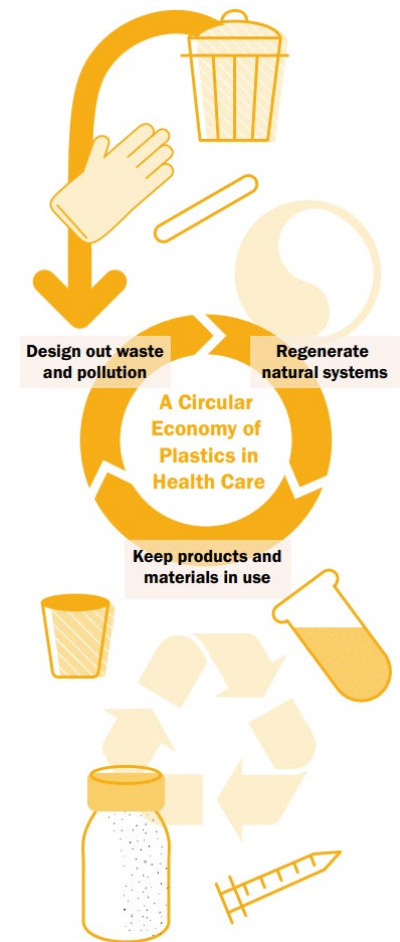 Design out waste
and pollution
Regenerate
natural systems
A Circular
Economy of
Plastics in
Health Care
Keep products and
materials in use